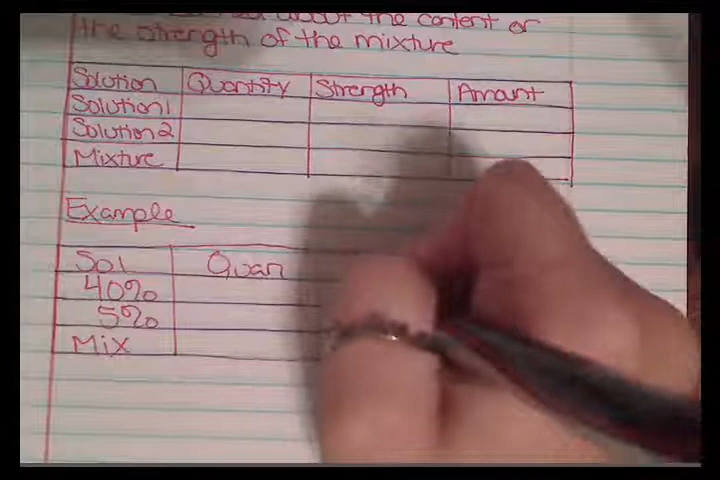 about the content or
the strength of the mixture
Solution Quantity Strength Amount
Solution 1
Solution 2
Mixture
Example
Sol Quan
40%
5%
Mix